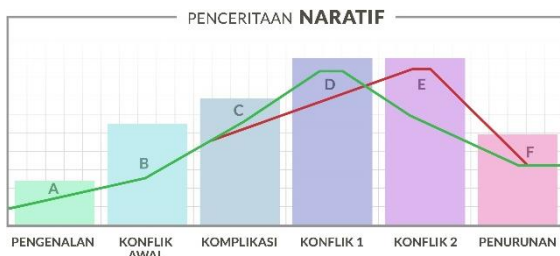 PENCERITAAN NARATIF
A
B
C
D
E
F
PENGENALAN
KONFLIK
AWAL
KOMPLIKASI
KONFLIK 1
KONFLIK 2
PENURUNAN